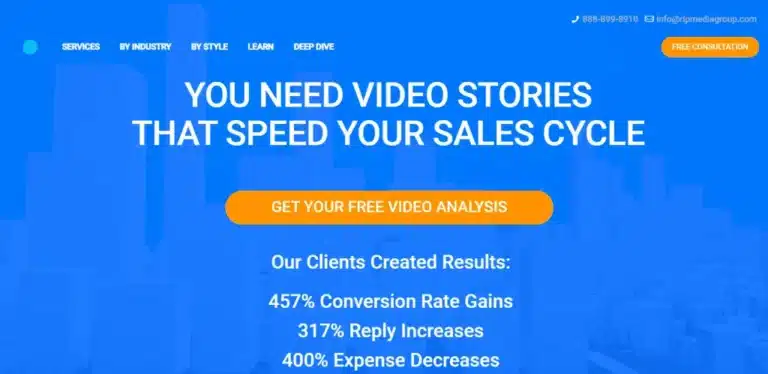 888-899-8910 info@ripmediagroup.com
SERVICES BY INDUSTRY BY STYLE LEARN DEEP DIVE FREE CONSULTATION
YOU NEED VIDEO STORIES
THAT SPEED YOUR SALES CYCLE
GET YOUR FREE VIDEO ANALYSIS
Our Clients Created Results:
457% Conversion Rate Gains
317% Reply Increases
400% Expense Decreases